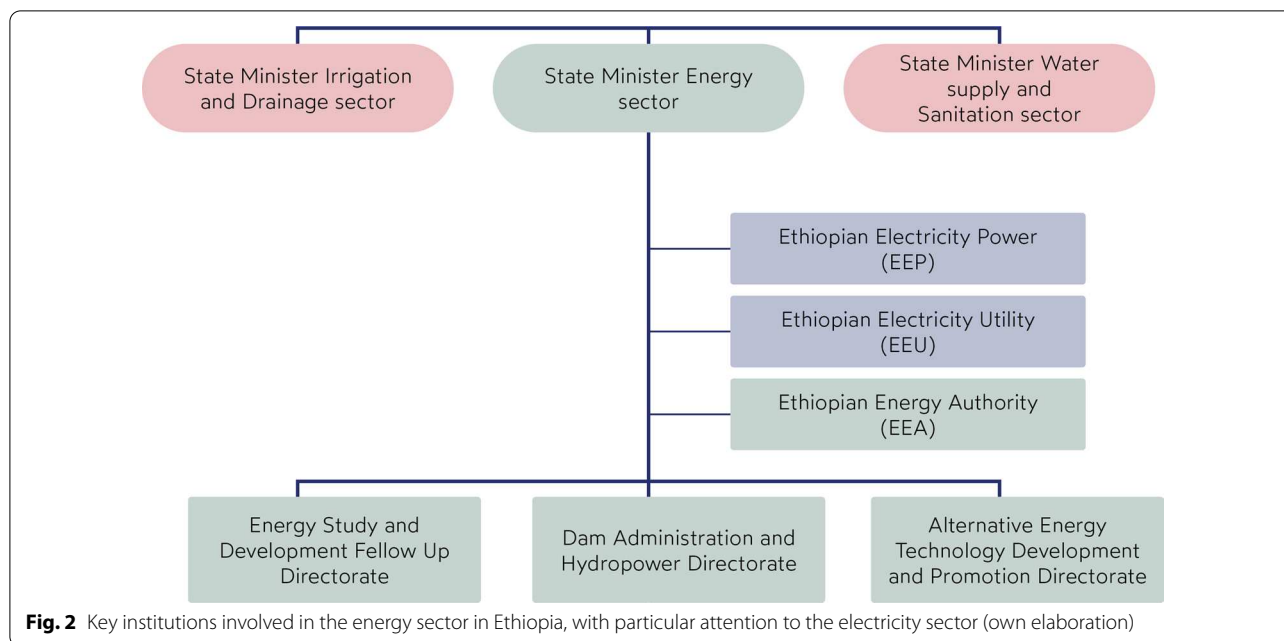 State Minister Irrigation
and Drainage sector
State Minister Energy
sector
State Minister Water
supply and
Sanitation sector
Ethiopian Electricity Power
(EEP)
Ethiopian Electricity Utility
(EEU)
Ethiopian Energy Authority
(EEA)
Energy Study and
Development Fellow Up
Directorate
Dam Administration and
Hydropower Directorate
Alternative Energy
Technology Development
and Promotion Directorate
Fig. 2 Key institutions involved in the energy sector in Ethiopia, with particular attention to the electricity sector (own elaboration)